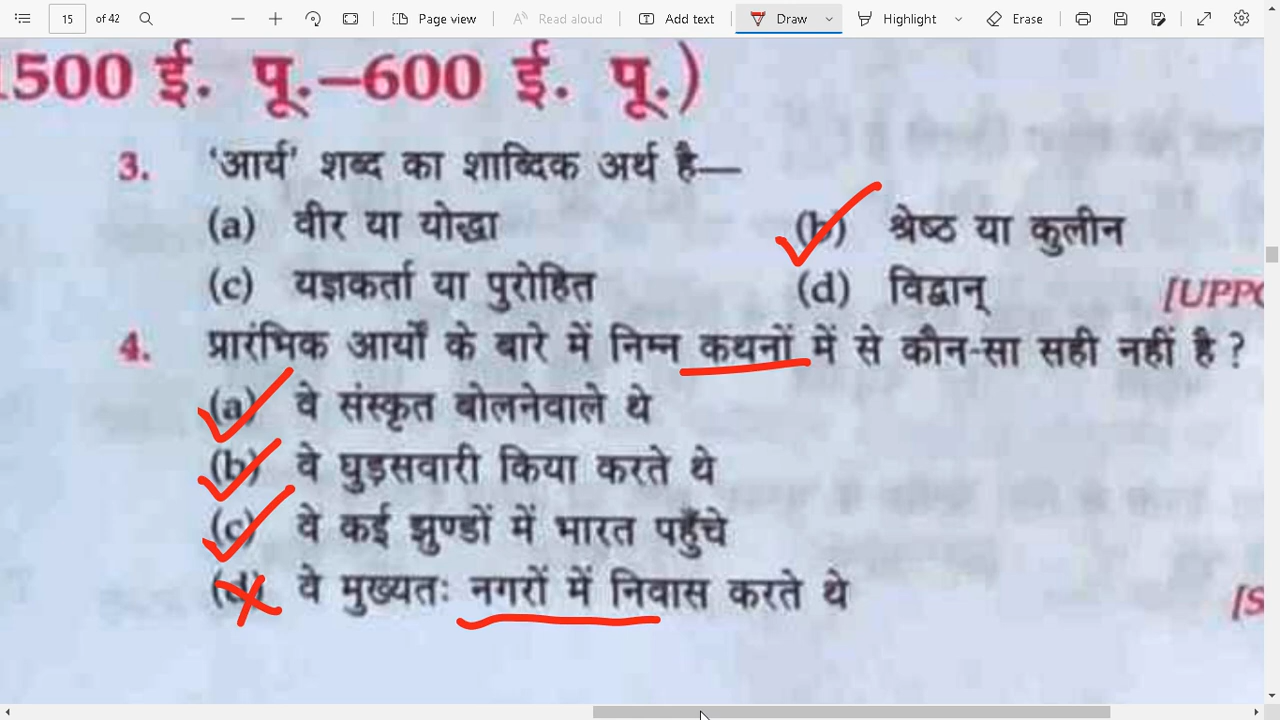 15 of 42 Page view Read aloud Add text Draw Highlight Erase
1500 ई. पू.–600 ई. पू.)
3. 'आर्य' शब्द का शाब्दिक अर्थ है—
(a) वीर या योद्धा (b) श्रेष्ठ या कुलीन
(c) यज्ञकर्ता या पुरोहित (d) विद्वान् [UPPC
4. प्रारंभिक आर्यों के बारे में निम्न कथनों में से कौन-सा सही नहीं है ?
(a) वे संस्कृत बोलनेवाले थे
(b) वे घुड़सवारी किया करते थे
(c) वे कई झुण्डों में भारत पहुँचे
(d) वे मुख्यतः नगरों में निवास करते थे [S